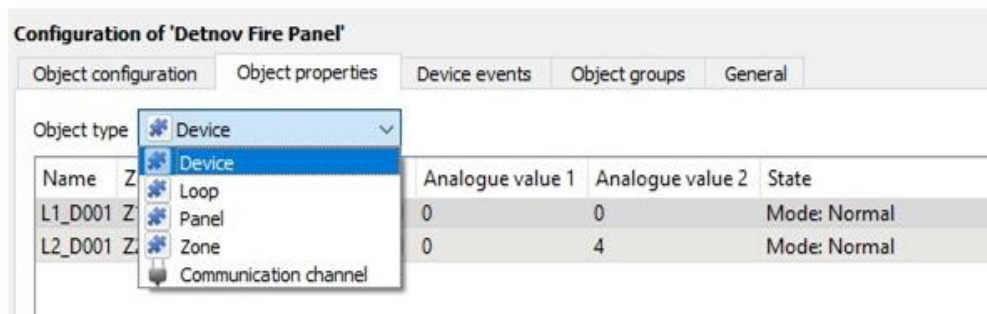 Configuration of 'Detnov Fire Panel'
Object configuration Object properties Device events Object groups General
Object type Device
Device
Name Analogue value 1 Analogue value 2 State
Loop
L1_D001 0 0 Mode: Normal
Panel
L2_D001 0 4 Mode: Normal
Zone
Communication channel